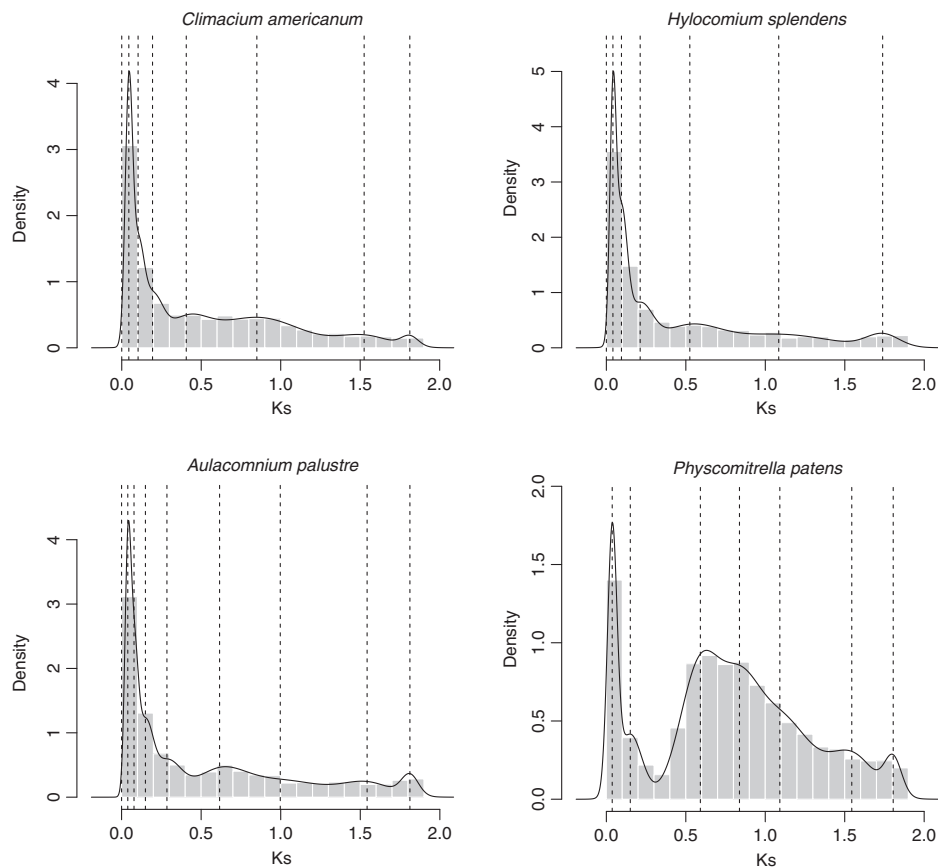 Climacium americanum
Density
4
3
2
1
0
0.0 0.5 1.0 1.5 2.0
Ks
Hylocomium splendens
Density
5
4
3
2
1
0
0.0 0.5 1.0 1.5 2.0
Ks
Aulacomnium palustre
Density
4
3
2
1
0
0.0 0.5 1.0 1.5 2.0
Ks
Physcomitrella patens
Density
2.0
1.5
1.0
0.5
0.0
0.0 0.5 1.0 1.5 2.0
Ks